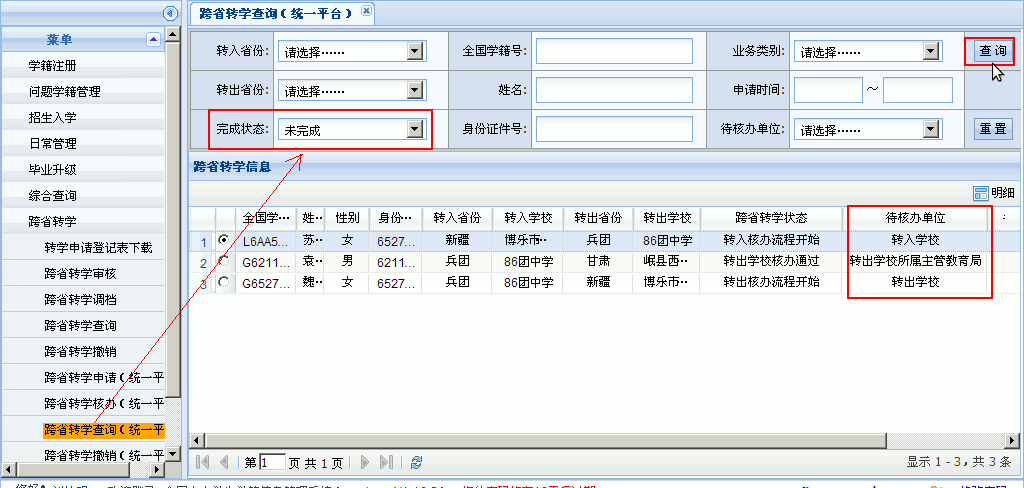 跨省转学查询（统一平台）
菜单
学籍注册
问题学籍管理
招生入学
日常管理
毕业升级
综合查询
跨省转学
转学申请登记表下载
跨省转学审核
跨省转学调档
跨省转学查询
跨省转学撤销
跨省转学申请（统一平
跨省转学核办（统一平
跨省转学查询（统一平
跨省转学撤销（统一平
转入省份: 请选择······ 全国学籍号: 业务类别: 请选择······ 查 询
转出省份: 请选择······ 姓名: 申请时间: ～
完成状态: 未完成 身份证件号: 待核办单位: 请选择······ 重 置
跨省转学信息
明细
全国学··· 姓·· 性别 身份·· 转入省份 转入学校 转出省份 转出学校 跨省转学状态 待核办单位
1 L6AA5... 苏·· 女 6527... 新疆 博乐市·· 兵团 86团中学 转入核办流程开始 转入学校
2 G6211... 袁·· 男 6211... 兵团 86团中学 甘肃 岷县西·· 转出学校核办通过 转出学校所属主管教育局
3 G6527... 魏·· 女 6527... 兵团 86团中学 新疆 博乐市·· 转出核办流程开始 转出学校
第 1 页 共 1 页
显示 1 - 3，共 3 条